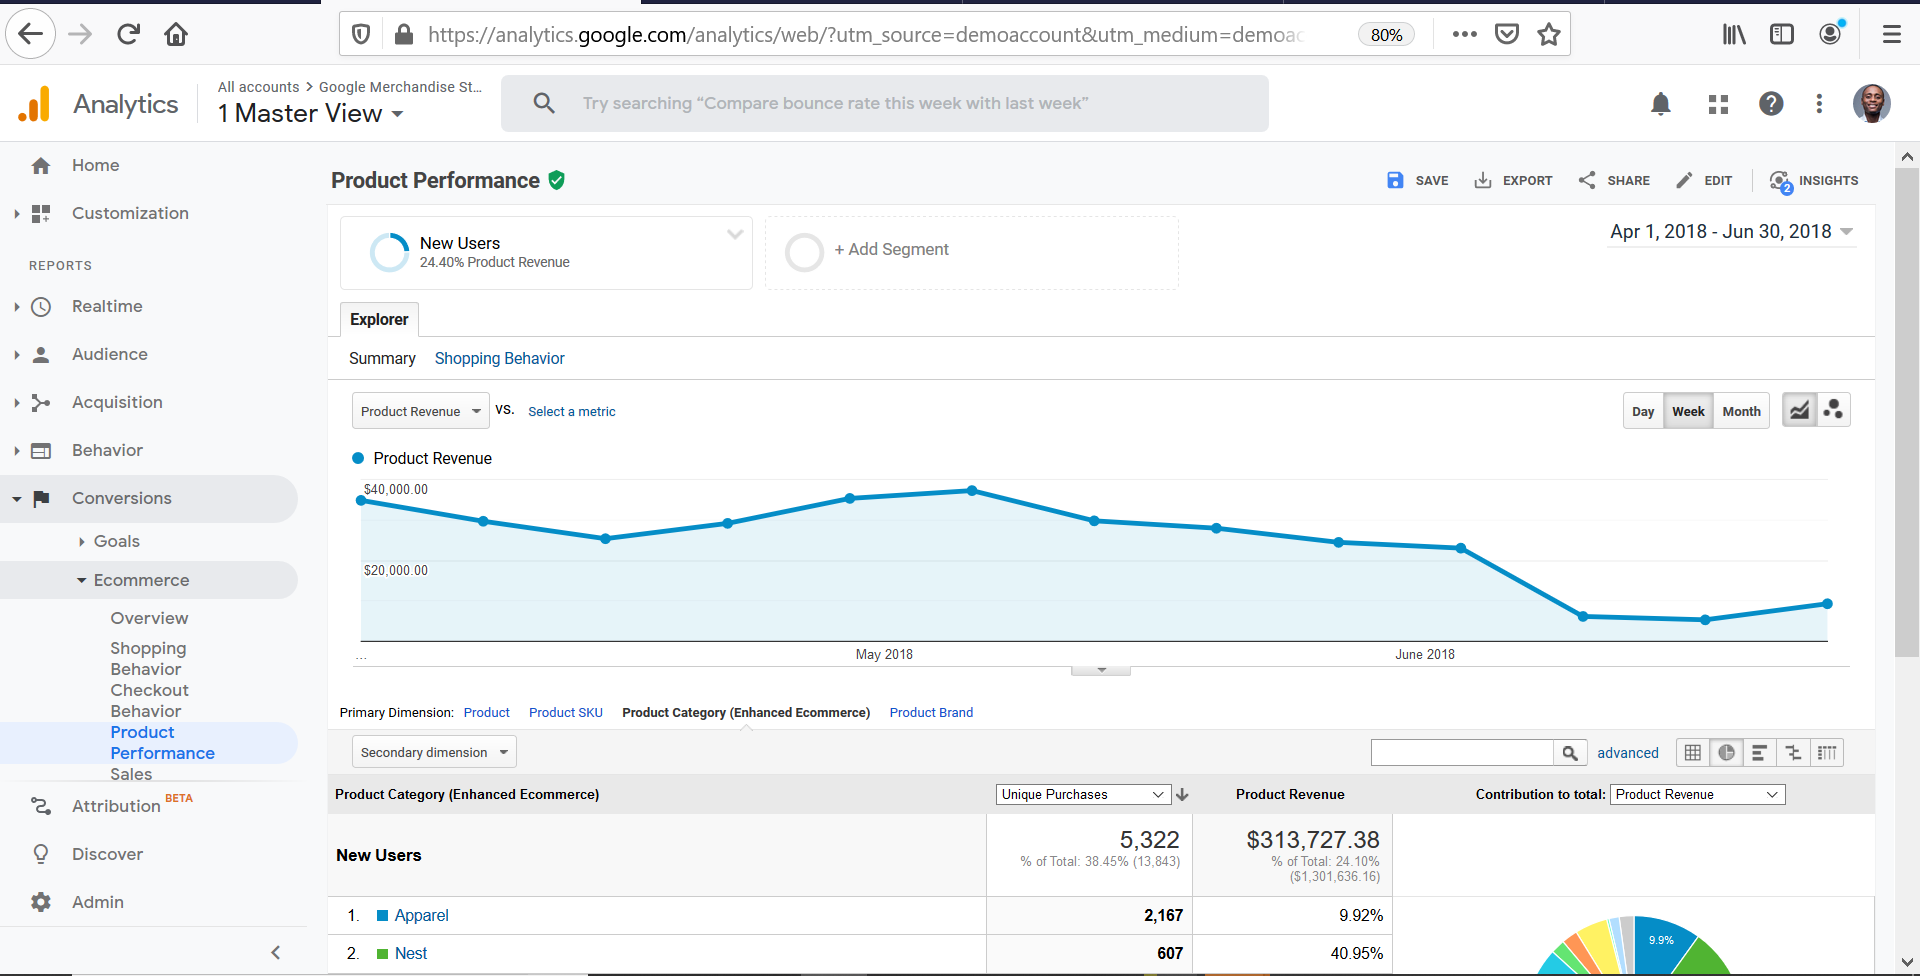 https://analytics.google.com/analytics/web/?utm_source=demoaccount&utm_medium=demoac
80%
Analytics
All accounts > Google Merchandise St...
1 Master View
Try searching “Compare bounce rate this week with last week”
Home
Customization
REPORTS
Realtime
Audience
Acquisition
Behavior
Conversions
Goals
Ecommerce
Overview
Shopping
Behavior
Checkout
Behavior
Product
Performance
Sales
Attribution BETA
Discover
Admin
Product Performance
SAVE
EXPORT
SHARE
EDIT
2
INSIGHTS
New Users
24.40% Product Revenue
+ Add Segment
Apr 1, 2018 - Jun 30, 2018
Explorer
Summary
Shopping Behavior
Product Revenue
VS.
Select a metric
Day
Week
Month
Product Revenue
$40,000.00
$20,000.00
...
May 2018
June 2018
Primary Dimension: Product Product SKU Product Category (Enhanced Ecommerce) Product Brand
Secondary dimension
advanced
Product Category (Enhanced Ecommerce)
Unique Purchases
Product Revenue
Contribution to total: Product Revenue
New Users
5,322
% of Total: 38.45% (13,843)
$313,727.38
% of Total: 24.10%
($1,301,636.16)
1. Apparel 2,167 9.92%
2. Nest 607 40.95%
9.9%